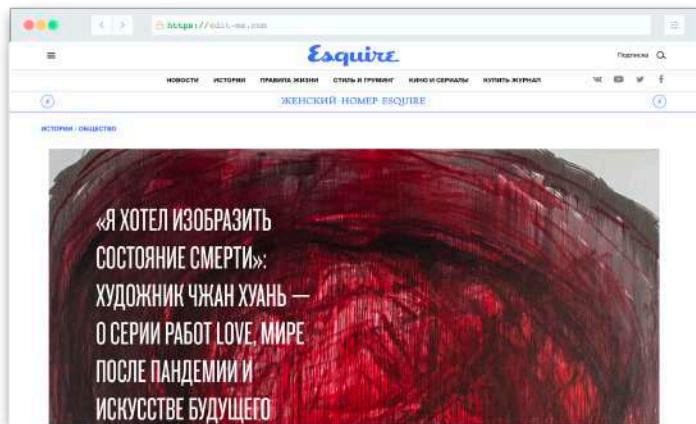 https://edit-me.com
Esquire
Подписка
НОВОСТИ ИСТОРИИ ПРАВИЛА ЖИЗНИ СТИЛЬ И ГРУМИНГ КИНО И СЕРИАЛЫ КУПИТЬ ЖУРНАЛ
ЖЕНСКИЙ НОМЕР ESQUIRE
ИСТОРИИ / ОБЩЕСТВО
«Я ХОТЕЛ ИЗОБРАЗИТЬ
СОСТОЯНИЕ СМЕРТИ»:
ХУДОЖНИК ЧЖАН ХУАНЬ —
О СЕРИИ РАБОТ LOVE, МИРЕ
ПОСЛЕ ПАНДЕМИИ И
ИСКУССТВЕ БУДУЩЕГО